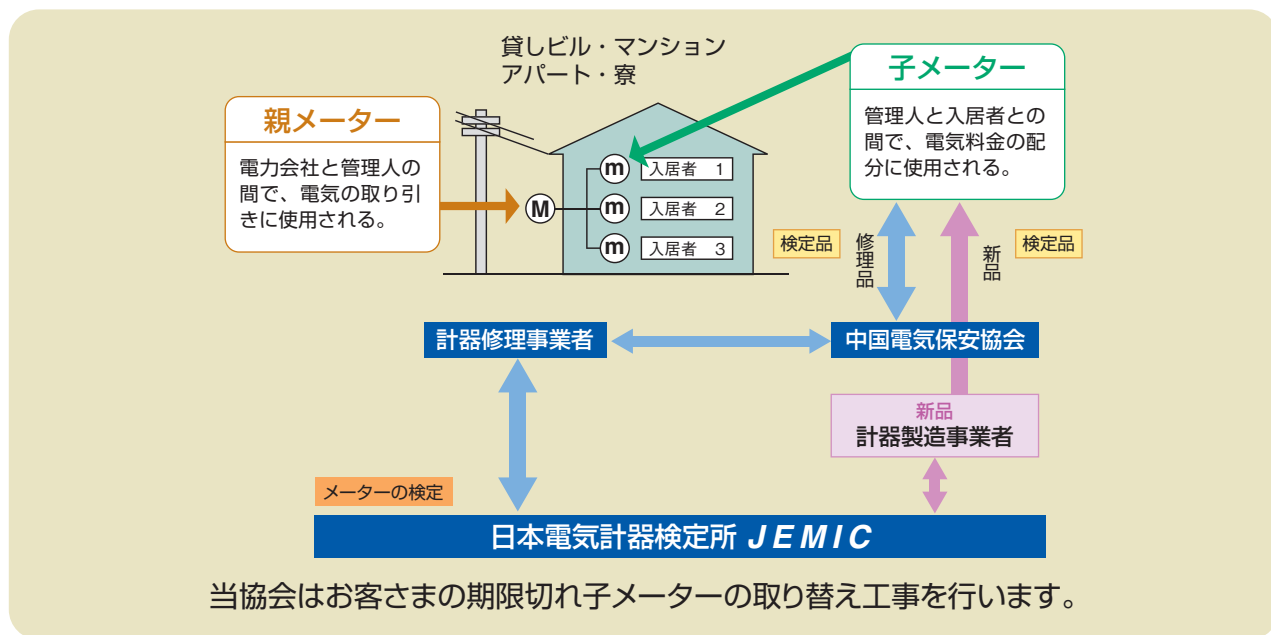 貸しビル・マンション
アパート・寮
親メーター
電力会社と管理人の
間で、電気の取り引
きに使用される。
子メーター
管理人と入居者との
間で、電気料金の配
分に使用される。
M
m
入居者 1
m
入居者 2
m
入居者 3
検定品
修理品
新品
検定品
計器修理事業者
中国電気保安協会
新品
計器製造事業者
メーターの検定
日本電気計器検定所 JEMIC
当協会はお客さまの期限切れ子メーターの取り替え工事を行います。